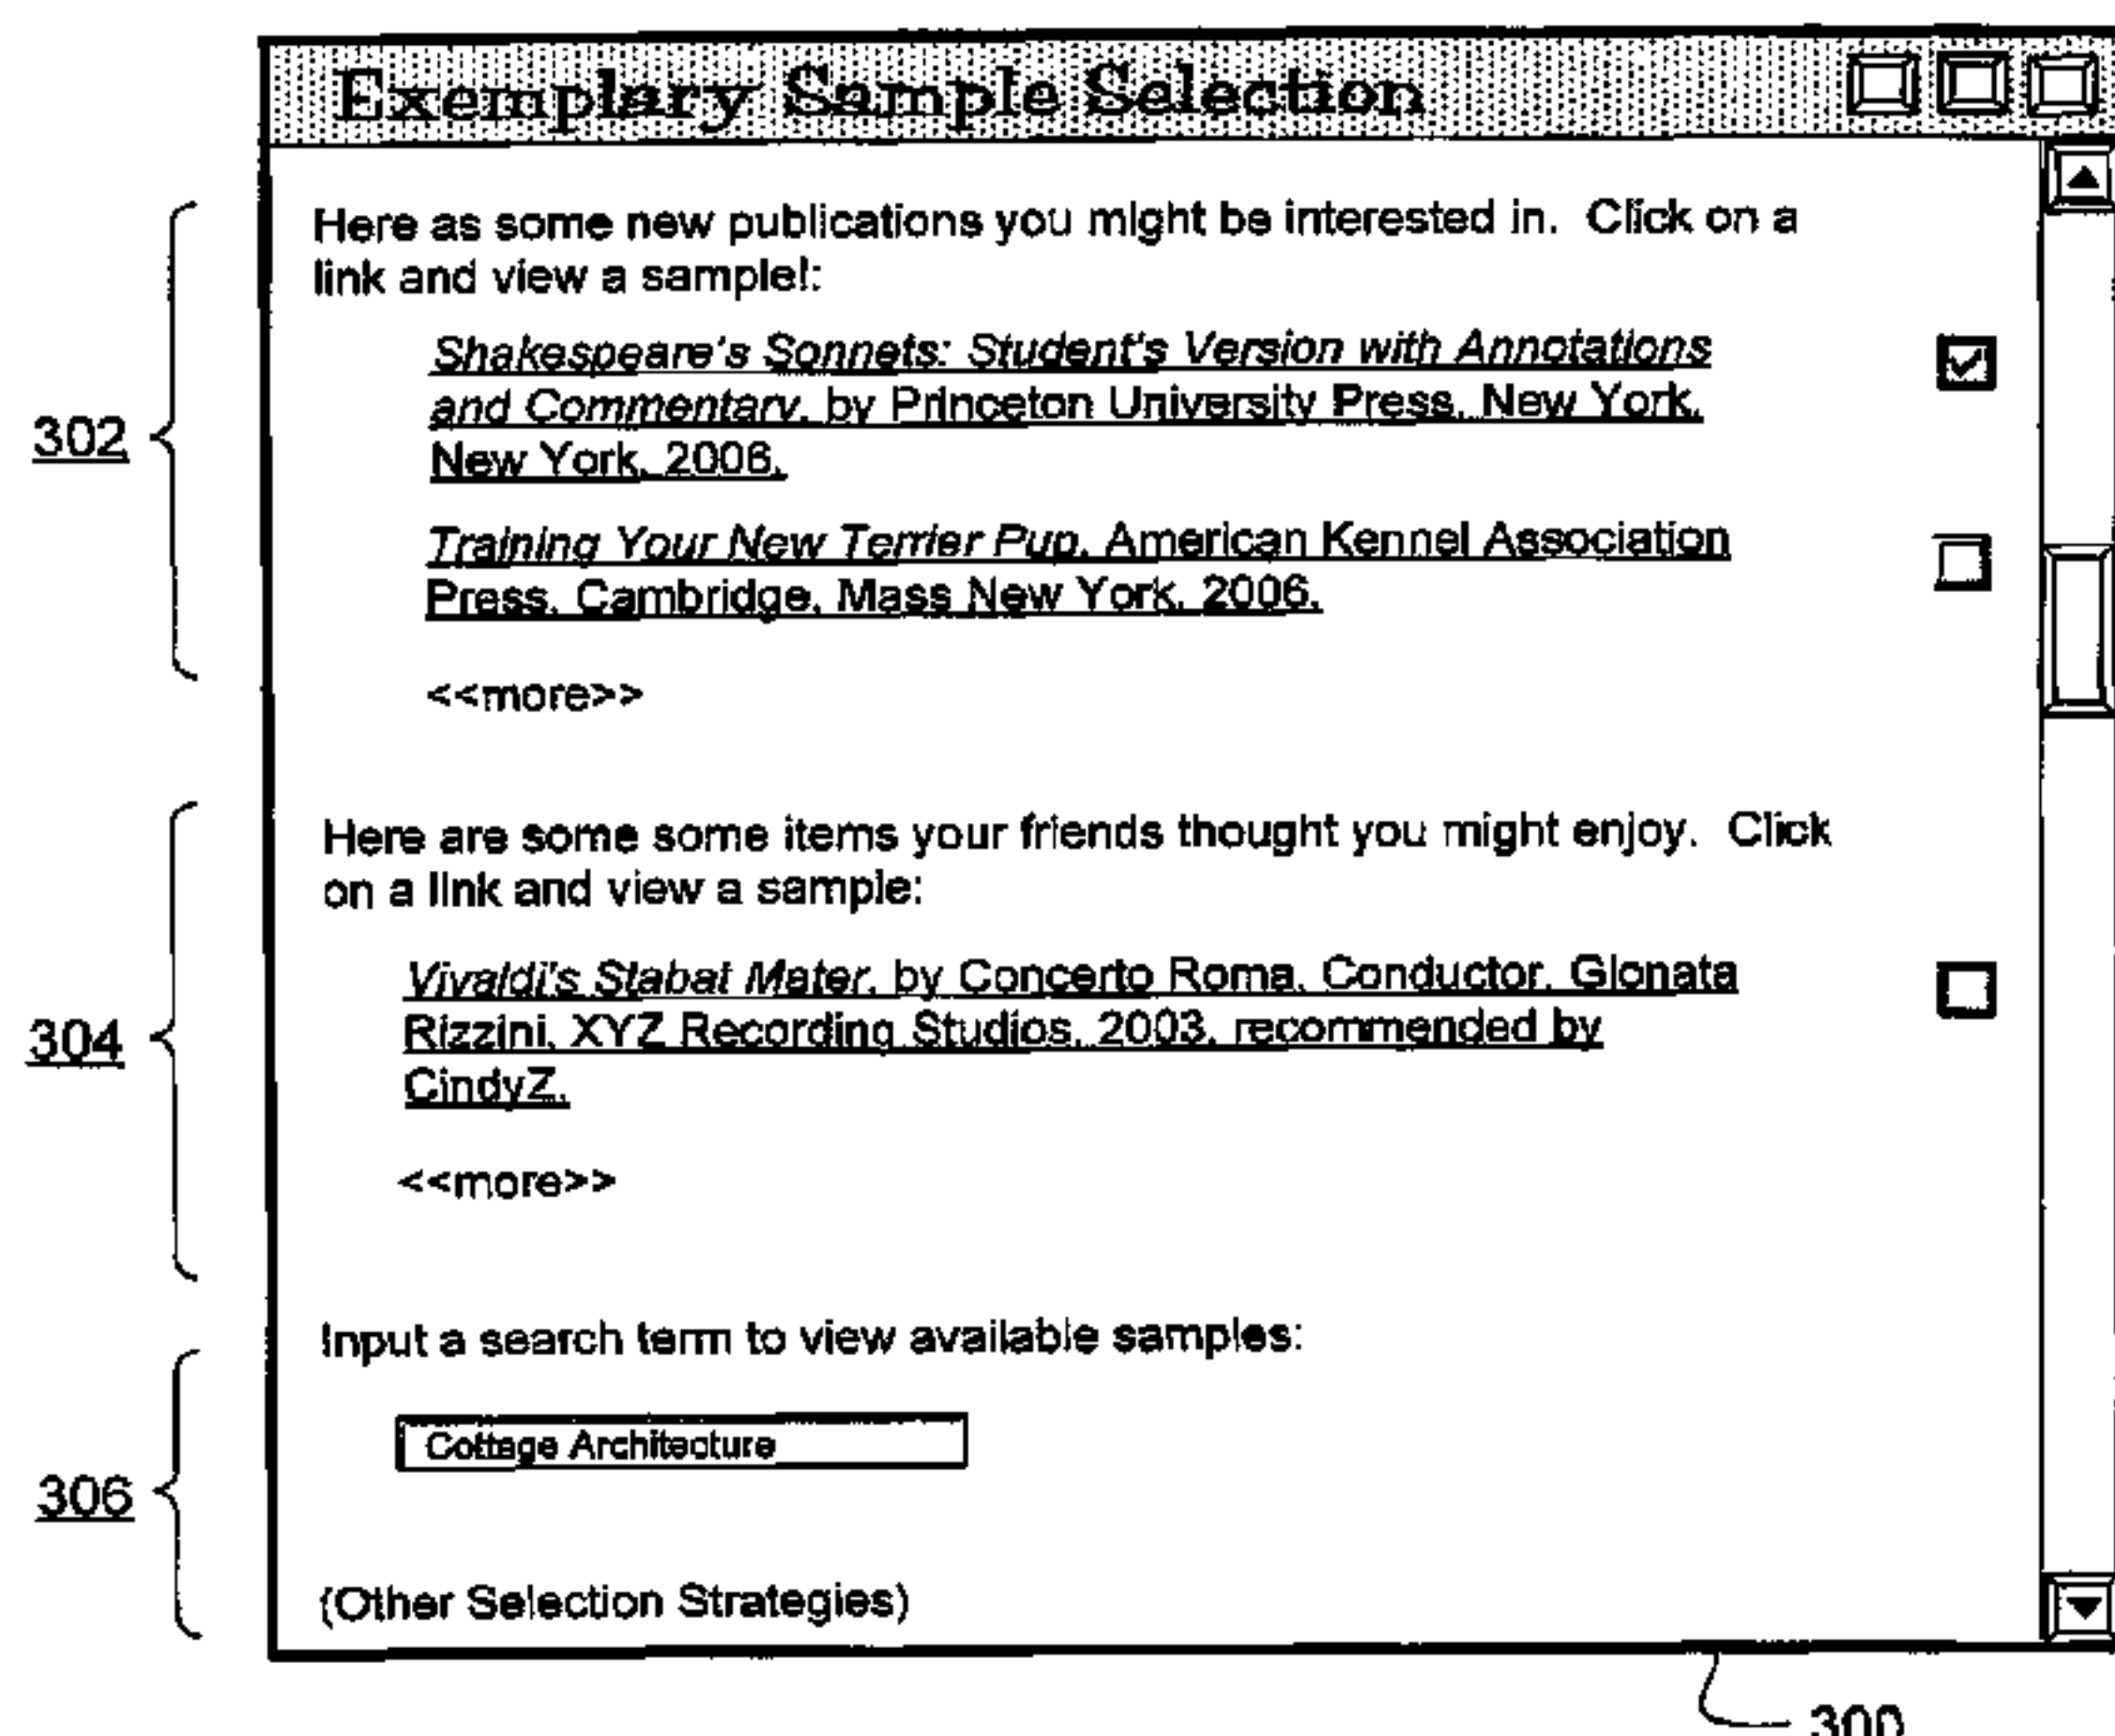 Exemplary Sample Selection
Here as some new publications you might be interested in. Click on a
link and view a sample!:
Shakespeare's Sonnets: Student's Version with Annotations
and Commentary, by Princeton University Press, New York,
New York, 2006.
302
Training Your New Terrier Pup, American Kennel Association
Press, Cambridge, Mass New York, 2006.
<<more>>
Here are some some items your friends thought you might enjoy. Click
on a link and view a sample:
Vivaldi's Stabat Mater, by Concerto Roma, Conductor, Gionata
Rizzini, XYZ Recording Studios, 2003, recommended by
CindyZ.
304
<<more>>
Input a search term to view available samples:
Cottage Architecture
306
(Other Selection Strategies)
300